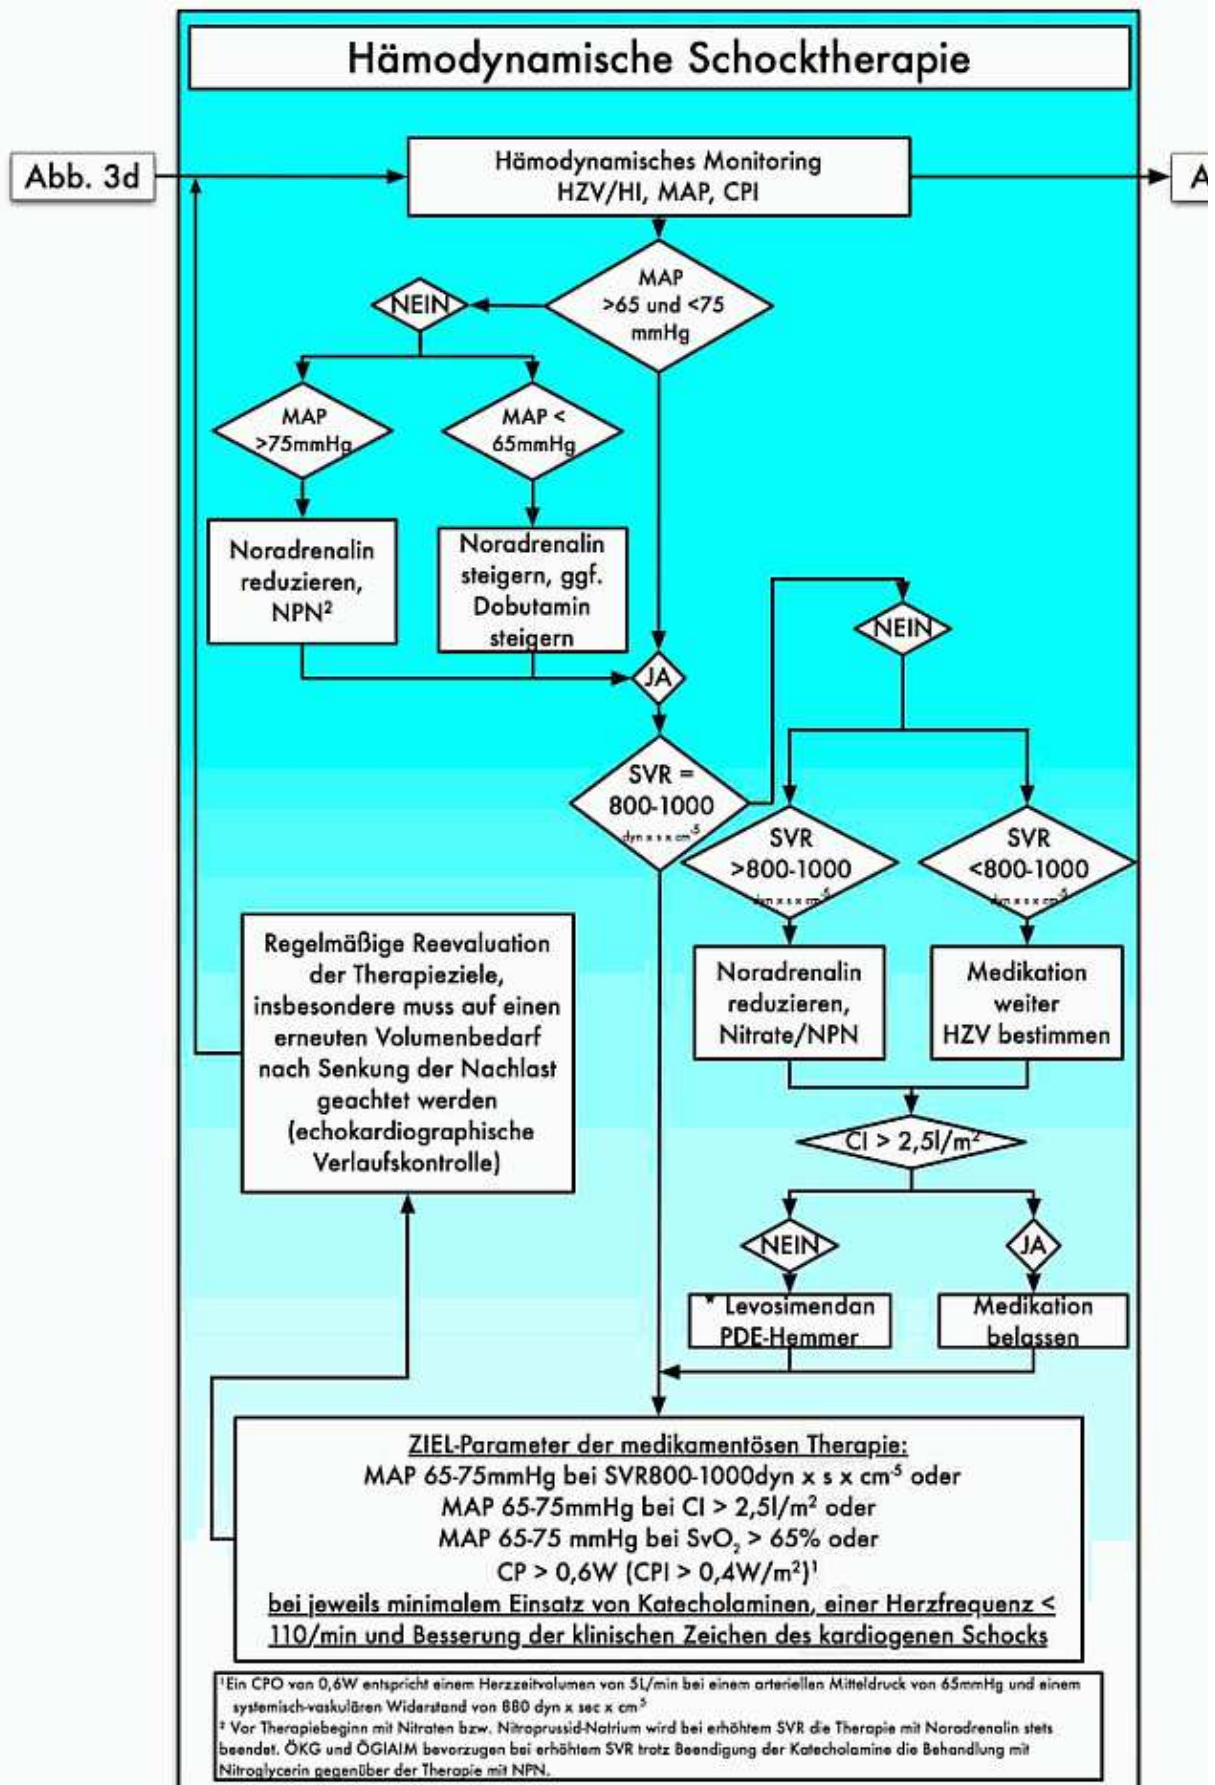 Hämodynamische Schocktherapie
Abb. 3d
Hämodynamisches Monitoring
HZV/HI, MAP, CPI
A
MAP
>65 und <75
mmHg
NEIN
MAP
>75mmHg
MAP <
65mmHg
Noradrenalin
reduzieren,
NPN²
Noradrenalin
steigern, ggf.
Dobutamin
steigern
NEIN
JA
SVR =
800-1000
dyn x s x cm⁻⁵
SVR
>800-1000
dyn x s x cm⁻⁵
SVR
<800-1000
dyn x s x cm⁻⁵
Regelmäßige Reevaluation
der Therapieziele,
insbesondere muss auf einen
erneuten Volumenbedarf
nach Senkung der Nachlast
geachtet werden
(echokardiographische
Verlaufskontrolle)
Noradrenalin
reduzieren,
Nitrate/NPN
Medikation
weiter
HZV bestimmen
CI > 2,5l/m²
NEIN
JA
* Levosimendan
PDE-Hemmer
Medikation
belassen
ZIEL-Parameter der medikamentösen Therapie:
MAP 65-75mmHg bei SVR800-1000dyn x s x cm⁻⁵ oder
MAP 65-75mmHg bei CI > 2,5l/m² oder
MAP 65-75 mmHg bei SvO₂ > 65% oder
CP > 0,6W (CPI > 0,4W/m²)¹
bei jeweils minimalem Einsatz von Katecholaminen, einer Herzfrequenz <
110/min und Besserung der klinischen Zeichen des kardiogenen Schocks
¹Ein CPO von 0,6W entspricht einem Herzzeitvolumen von 5L/min bei einem arteriellen Mitteldruck von 65mmHg und einem
systemisch-vaskulären Widerstand von 880 dyn x sec x cm⁻⁵
² Vor Therapiebeginn mit Nitraten bzw. Nitroprussid-Natrium wird bei erhöhtem SVR die Therapie mit Noradrenalin stets
beendet. ÖKG und ÖGIAIM bevorzugen bei erhöhtem SVR trotz Beendigung der Katecholamine die Behandlung mit
Nitroglycerin gegenüber der Therapie mit NPN.